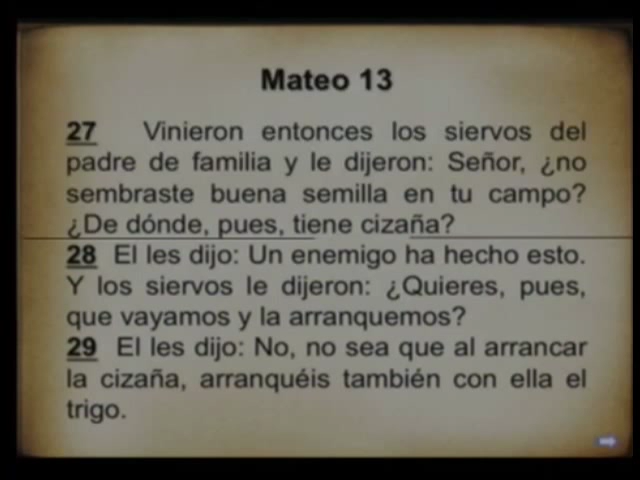 Mateo 13
27 Vinieron entonces los siervos del
padre de familia y le dijeron: Señor, ¿no
sembraste buena semilla en tu campo?
¿De dónde, pues, tiene cizaña?
28 El les dijo: Un enemigo ha hecho esto.
Y los siervos le dijeron: ¿Quieres, pues,
que vayamos y la arranquemos?
29 El les dijo: No, no sea que al arrancar
la cizaña, arranquéis también con ella el
trigo.